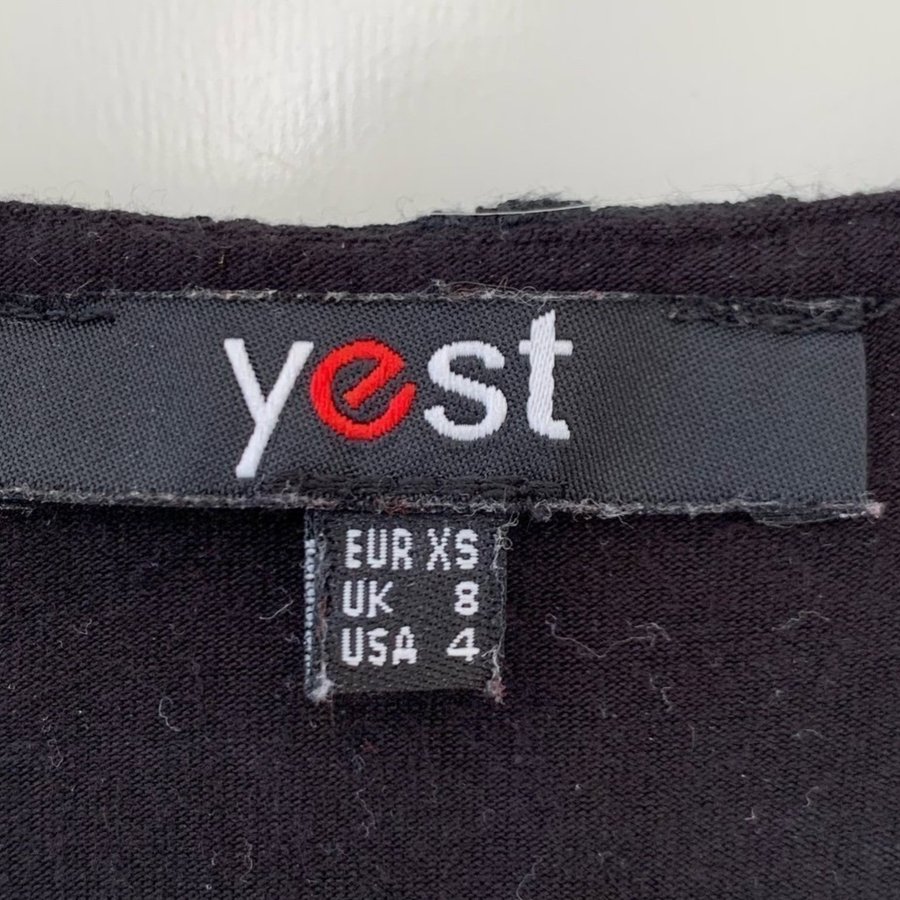 yest
EUR XS
UK 8
USA 4